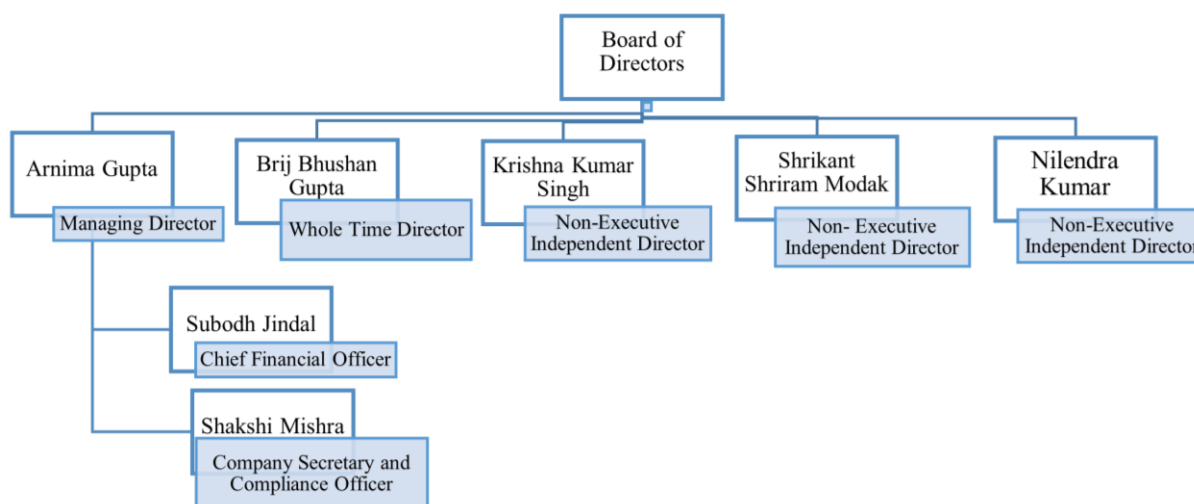 Board of
Directors
Arnima Gupta
Managing Director
Brij Bhushan
Gupta
Whole Time Director
Krishna Kumar
Singh
Non-Executive
Independent Director
Shrikant
Shriram Modak
Non- Executive
Independent Director
Nilendra
Kumar
Non-Executive
Independent Director
Subodh Jindal
Chief Financial Officer
Shakshi Mishra
Company Secretary and
Compliance Officer